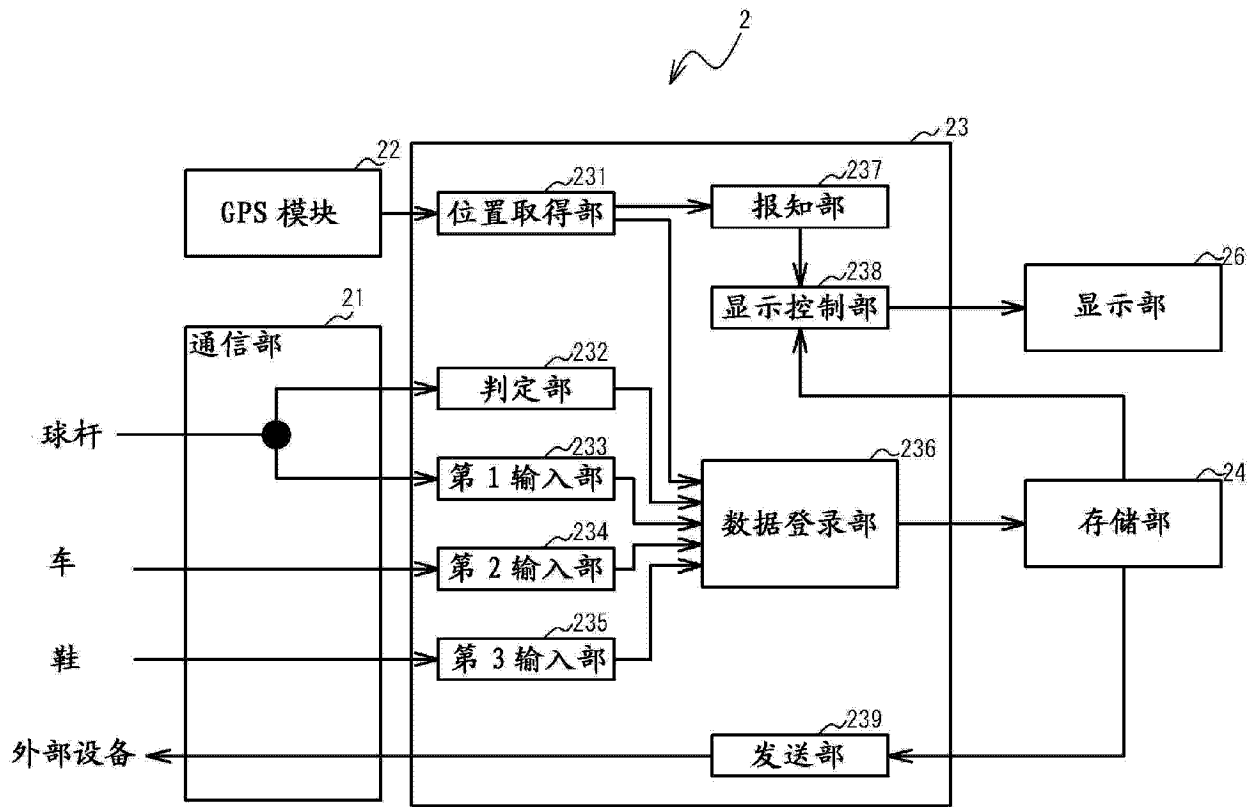 2
23
22
GPS 模块
231
位置取得部
237
报知部
238
显示控制部
26
显示部
21
通信部
232
判定部
球杆
233
第 1 输入部
236
数据登录部
24
存储部
234
第 2 输入部
车
235
第 3 输入部
鞋
239
发送部
外部设备